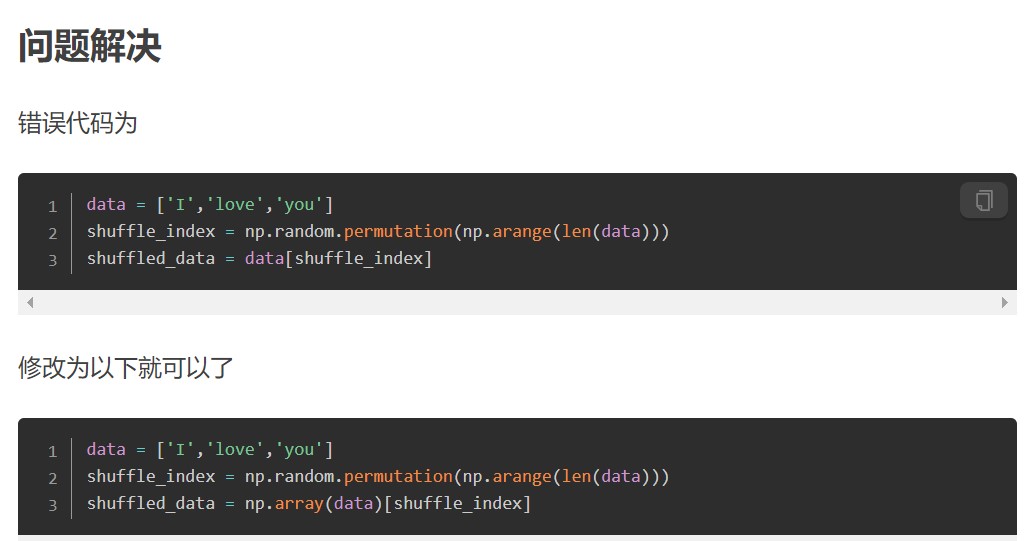 问题解决
错误代码为
1 data = ['I','love','you']
2 shuffle_index = np.random.permutation(np.arange(len(data)))
3 shuffled_data = data[shuffle_index]
修改为以下就可以了
1 data = ['I','love','you']
2 shuffle_index = np.random.permutation(np.arange(len(data)))
3 shuffled_data = np.array(data)[shuffle_index]